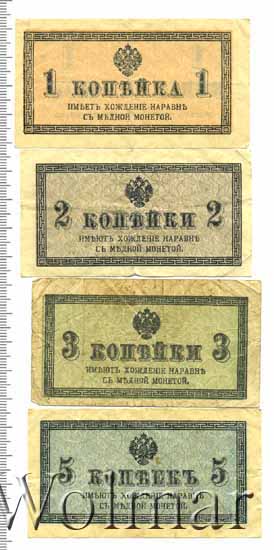 1 КОПѢЙКА 1
ИМѢЕТЪ ХОЖДЕНІЕ НАРАВНѢ
СЪ МѢДНОЙ МОНЕТОЙ.
2 КОПѢЙКИ 2
ИМѢЮТЪ ХОЖДЕНІЕ НАРАВНѢ
СЪ МѢДНОЙ МОНЕТОЙ.
3 КОПѢЙКИ 3
ИМѢЮТЪ ХОЖДЕНІЕ НАРАВНѢ
СЪ МѢДНОЙ МОНЕТОЙ.
5 КОПѢЕКЪ 5
ИМѢЮТЪ ХОЖДЕНІЕ НАРАВНѢ
СЪ МѢДНОЙ МОНЕТОЙ.
Wolmar